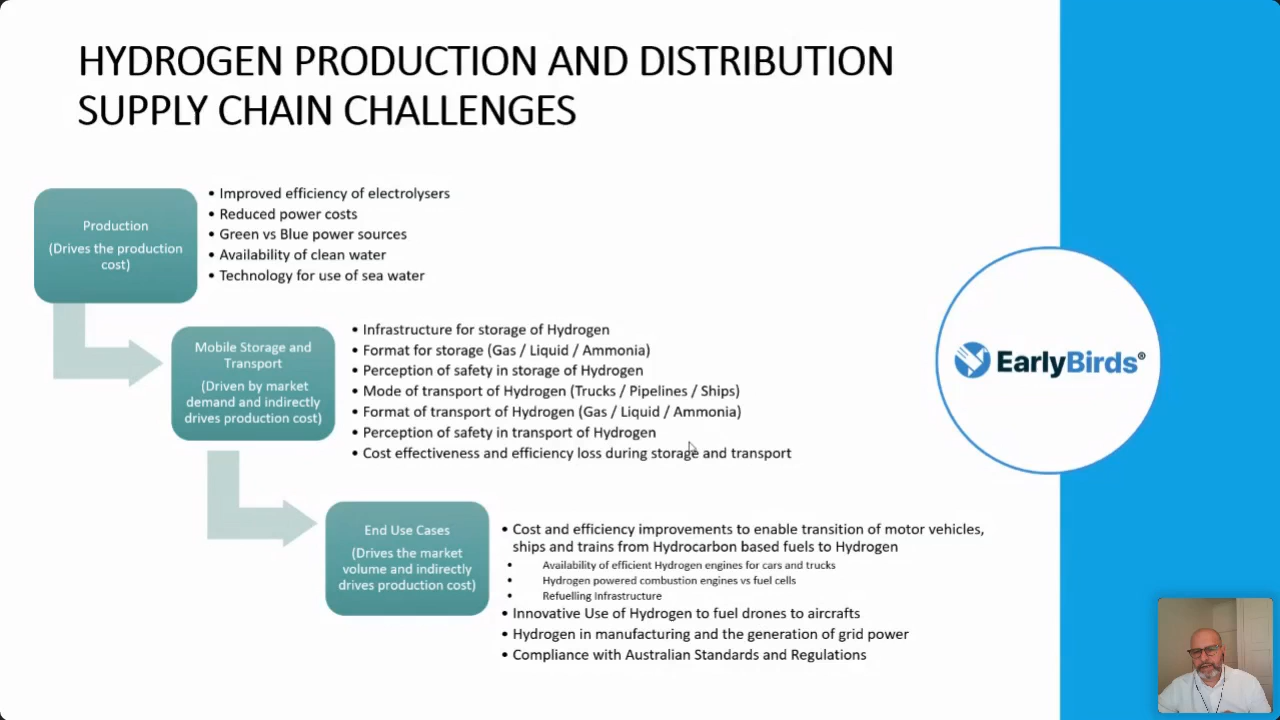 HYDROGEN PRODUCTION AND DISTRIBUTION
SUPPLY CHAIN CHALLENGES
Production
(Drives the production
cost)
• Improved efficiency of electrolysers
• Reduced power costs
• Green vs Blue power sources
• Availability of clean water
• Technology for use of sea water
Mobile Storage and
Transport
(Driven by market
demand and indirectly
drives production cost)
• Infrastructure for storage of Hydrogen
• Format for storage (Gas / Liquid / Ammonia)
• Perception of safety in storage of Hydrogen
• Mode of transport of Hydrogen (Trucks / Pipelines / Ships)
• Format of transport of Hydrogen (Gas / Liquid / Ammonia)
• Perception of safety in transport of Hydrogen
• Cost effectiveness and efficiency loss during storage and transport
EarlyBirds®
End Use Cases
(Drives the market
volume and indirectly
drives production cost)
• Cost and efficiency improvements to enable transition of motor vehicles,
ships and trains from Hydrocarbon based fuels to Hydrogen
• Availability of efficient Hydrogen engines for cars and trucks
• Hydrogen powered combustion engines vs fuel cells
• Refuelling Infrastructure
• Innovative Use of Hydrogen to fuel drones to aircrafts
• Hydrogen in manufacturing and the generation of grid power
• Compliance with Australian Standards and Regulations